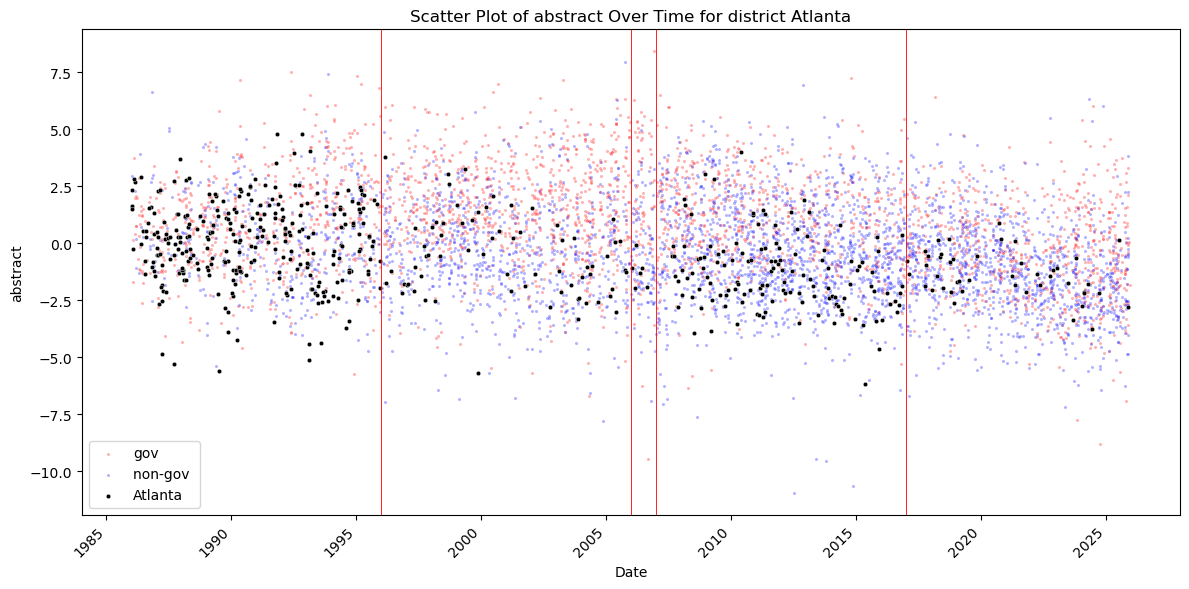 Scatter Plot of abstract Over Time for district Atlanta
abstract
7.5
5.0
2.5
0.0
−2.5
−5.0
−7.5
−10.0
gov
non-gov
Atlanta
1985
1990
1995
2000
2005
2010
2015
2020
2025
Date